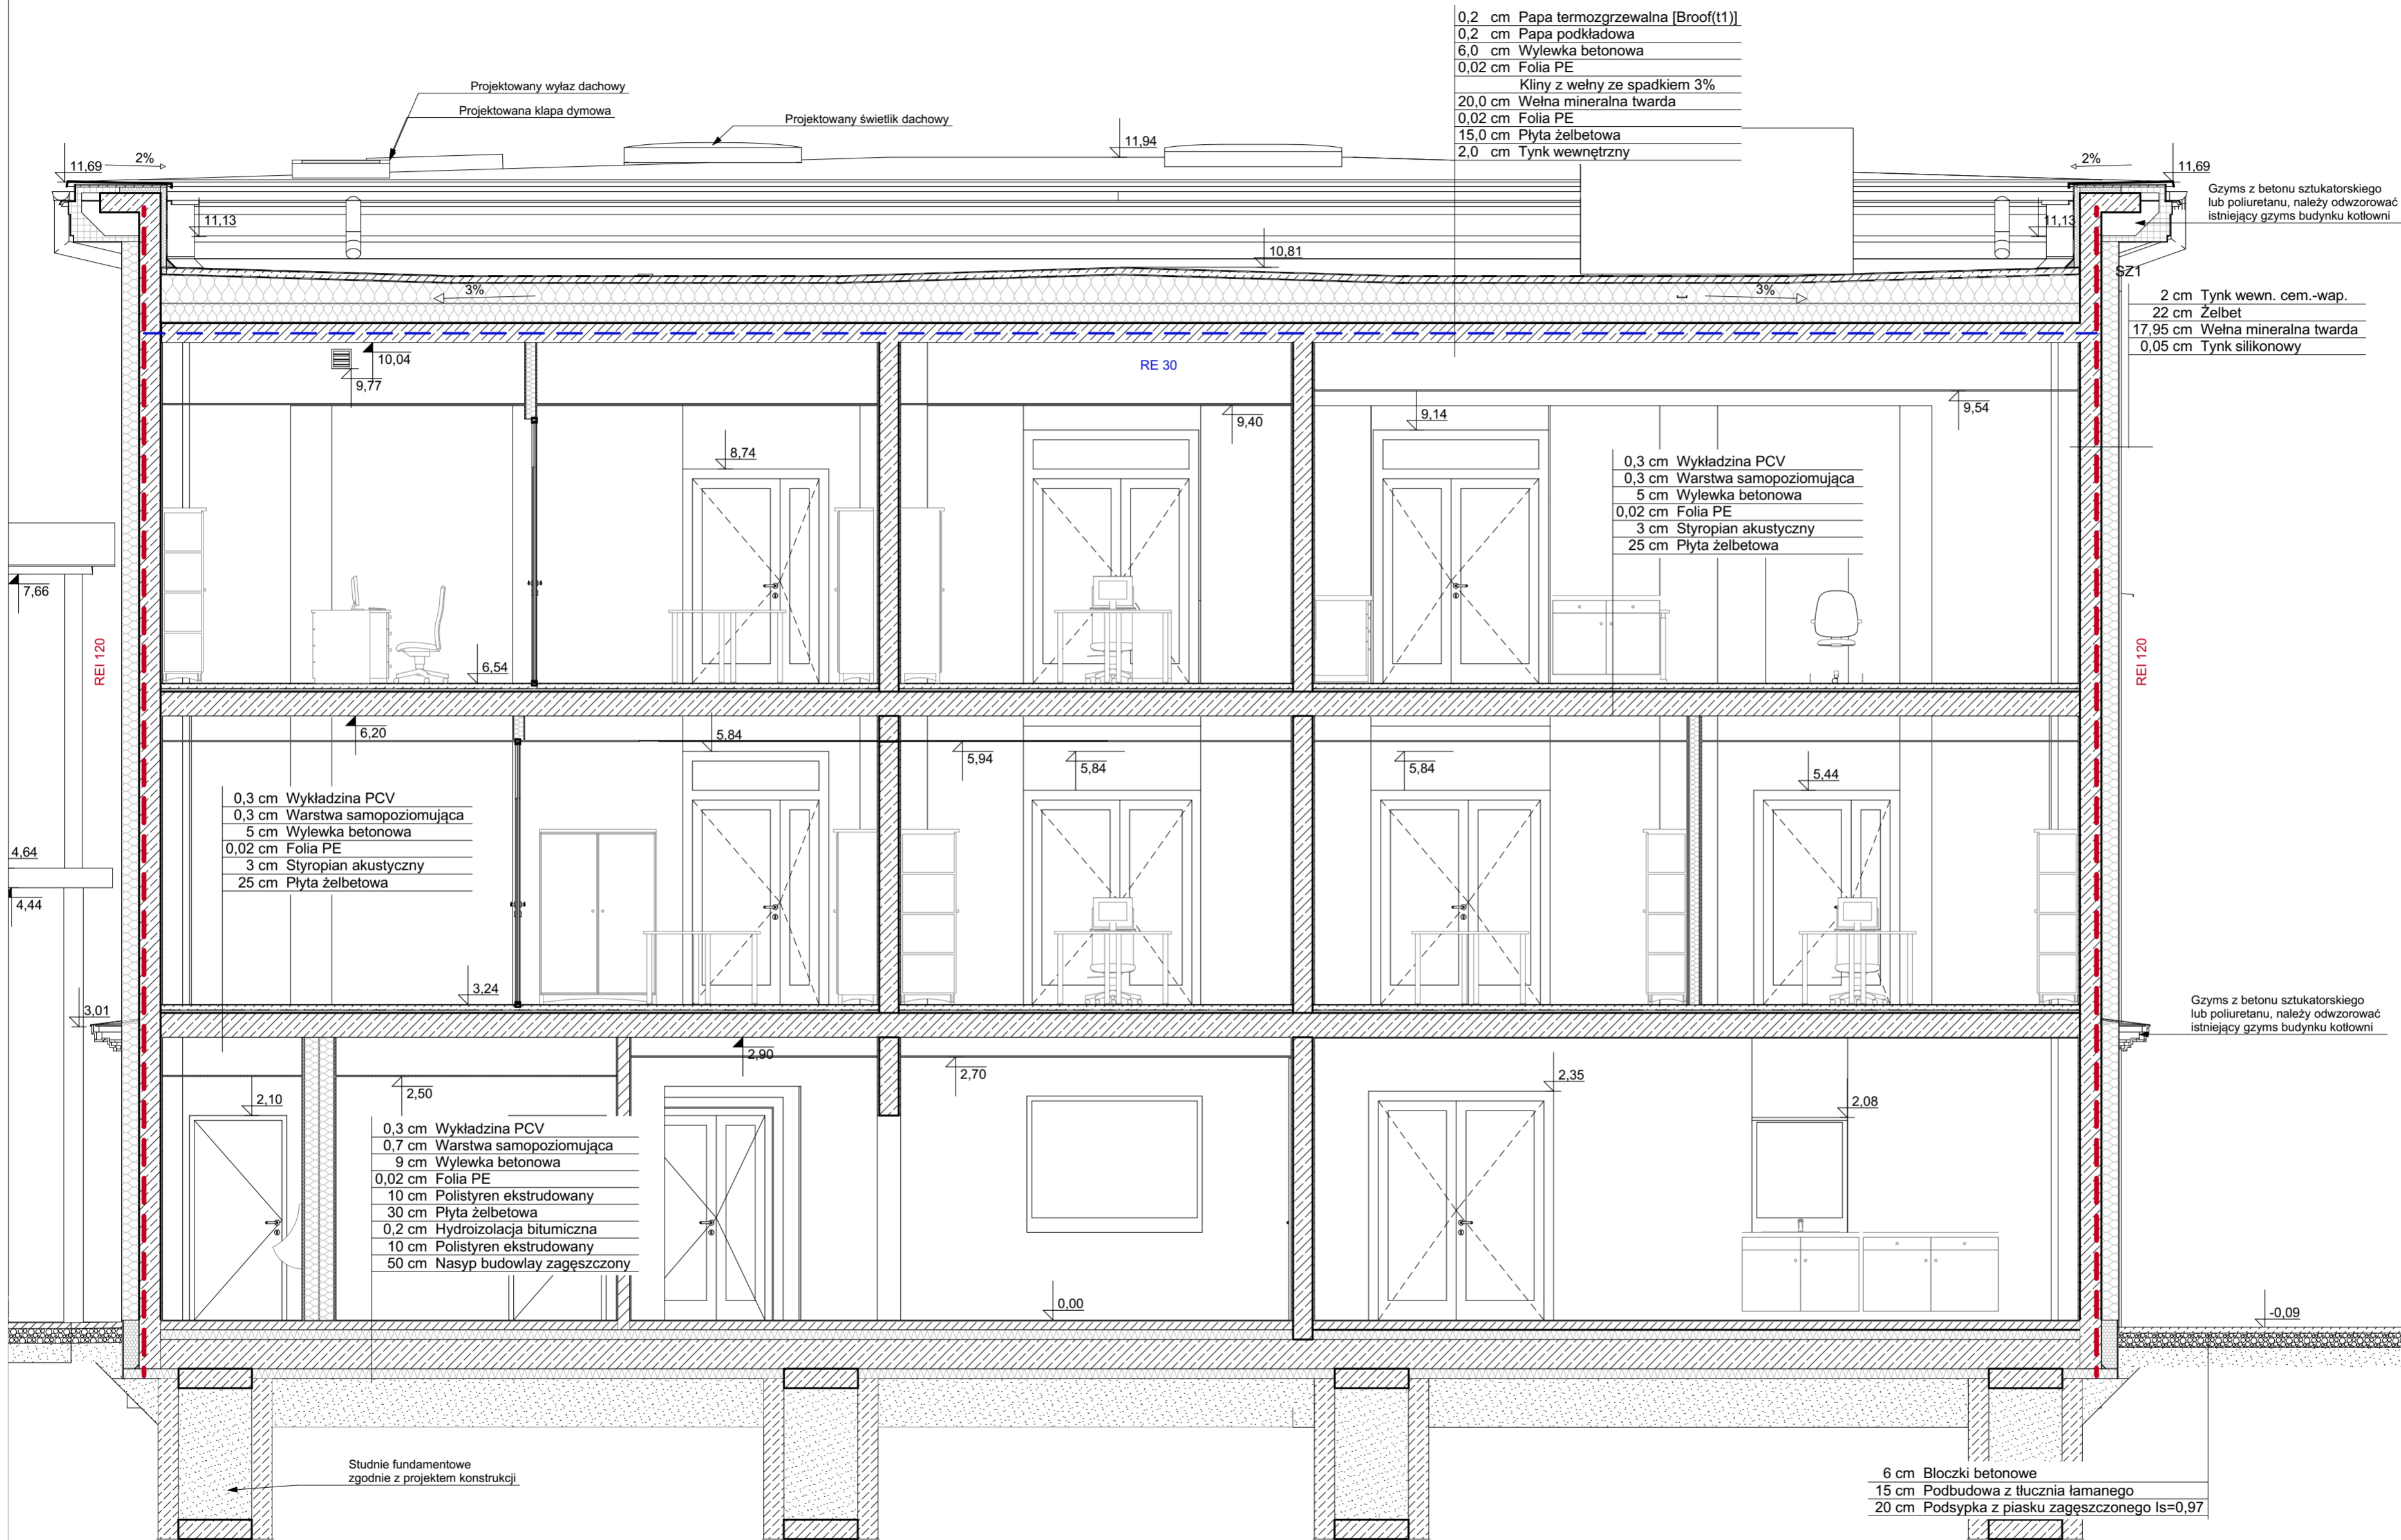 0,2 cm Papa termozgrzewalna [Broof(t1)]
0,2 cm Papa podkładowa
6,0 cm Wylewka betonowa
0,02 cm Folia PE
Kliny z wełny ze spadkiem 3%
20,0 cm Wełna mineralna twarda
0,02 cm Folia PE
15,0 cm Płyta żelbetowa
2,0 cm Tynk wewnętrzny
Projektowany wyłaz dachowy
Projektowana klapa dymowa
Projektowany świetlik dachowy
11,94
11,69
2%
2%
11,69
Gzyms z betonu sztukatorskiego
lub poliuretanu, należy odwzorować
istniejący gzyms budynku kotłowni
11,13
11,13
10,81
SZ1
3%
3%
2 cm Tynk wewn. cem.-wap.
22 cm Żelbet
17,95 cm Wełna mineralna twarda
0,05 cm Tynk silikonowy
10,04
9,77
RE 30
9,40
9,14
9,54
8,74
0,3 cm Wykładzina PCV
0,3 cm Warstwa samopoziomująca
5 cm Wylewka betonowa
0,02 cm Folia PE
3 cm Styropian akustyczny
25 cm Płyta żelbetowa
7,66
REI 120
REI 120
6,54
6,20
5,84
5,94
5,84
5,84
5,44
0,3 cm Wykładzina PCV
0,3 cm Warstwa samopoziomująca
5 cm Wylewka betonowa
0,02 cm Folia PE
3 cm Styropian akustyczny
25 cm Płyta żelbetowa
4,64
4,44
3,24
3,01
Gzyms z betonu sztukatorskiego
lub poliuretanu, należy odwzorować
istniejący gzyms budynku kotłowni
2,90
2,70
2,50
2,35
2,10
2,08
0,3 cm Wykładzina PCV
0,7 cm Warstwa samopoziomująca
9 cm Wylewka betonowa
0,02 cm Folia PE
10 cm Polistyren ekstrudowany
30 cm Płyta żelbetowa
0,2 cm Hydroizolacja bitumiczna
10 cm Polistyren ekstrudowany
50 cm Nasyp budowlay zagęszczony
0,00
-0,09
Studnie fundamentowe
zgodnie z projektem konstrukcji
6 cm Bloczki betonowe
15 cm Podbudowa z tłucznia łamanego
20 cm Podsypka z piasku zagęszczonego Is=0,97